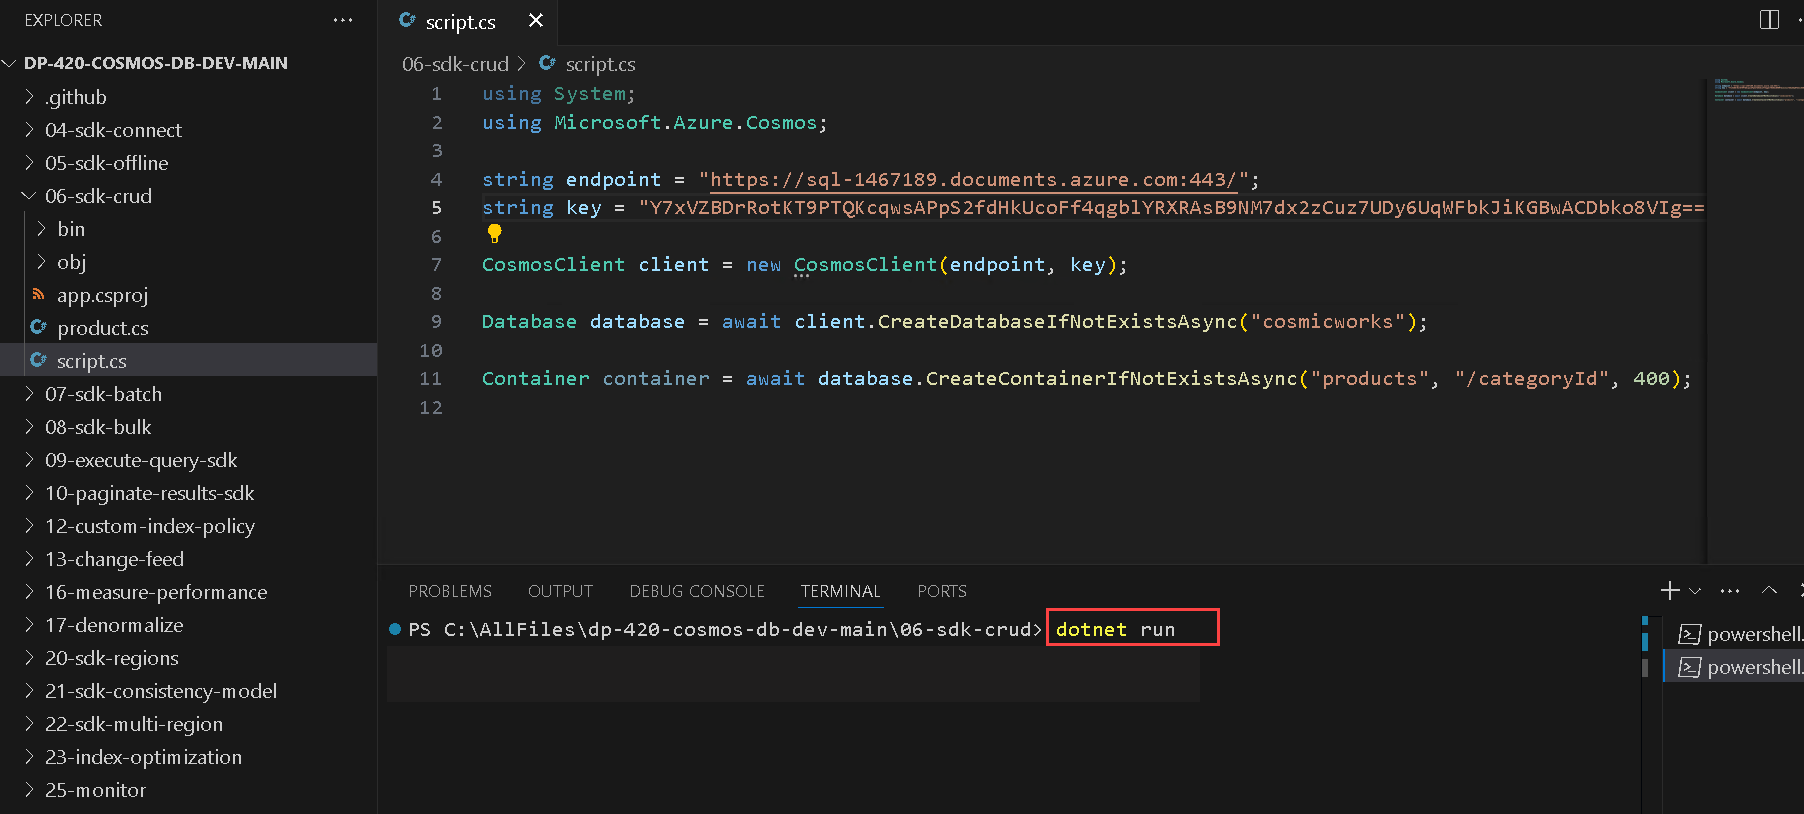 EXPLORER
DP-420-COSMOS-DB-DEV-MAIN
.github
04-sdk-connect
05-sdk-offline
06-sdk-crud
bin
obj
app.csproj
product.cs
script.cs
07-sdk-batch
08-sdk-bulk
09-execute-query-sdk
10-paginate-results-sdk
12-custom-index-policy
13-change-feed
16-measure-performance
17-denormalize
20-sdk-regions
21-sdk-consistency-model
22-sdk-multi-region
23-index-optimization
25-monitor
script.cs
06-sdk-crud > script.cs
1 using System;
2 using Microsoft.Azure.Cosmos;
3
4 string endpoint = "https://sql-1467189.documents.azure.com:443/";
5 string key = "Y7xVZBDrRotKT9PTQKcqwsAPpS2fdHkUcoFf4qgblYRXRAsB9NM7dx2zCuz7UDy6UqWFbkJiKGBwACDbko8VIg==
6
7 CosmosClient client = new CosmosClient(endpoint, key);
8
9 Database database = await client.CreateDatabaseIfNotExistsAsync("cosmicworks");
10
11 Container container = await database.CreateContainerIfNotExistsAsync("products", "/categoryId", 400);
12
PROBLEMS OUTPUT DEBUG CONSOLE TERMINAL PORTS
PS C:\AllFiles\dp-420-cosmos-db-dev-main\06-sdk-crud> dotnet run
powershell.
powershell.